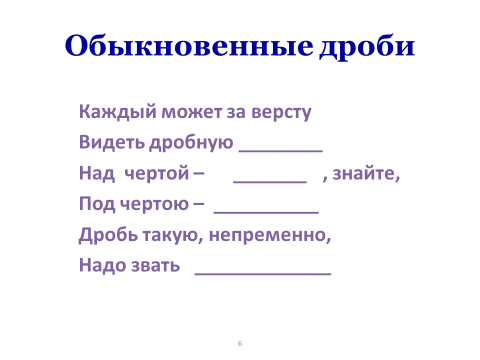 Обыкновенные дроби
Каждый может за версту
Видеть дробную ________
Над чертой – _______ , знайте,
Под чертою – __________
Дробь такую, непременно,
Надо звать _____________
6